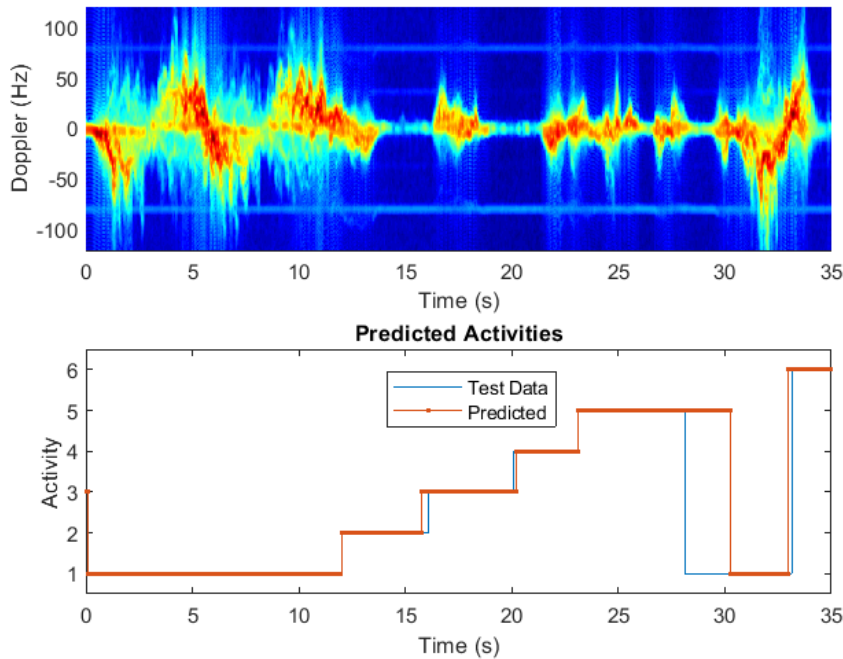 100
50
0
-50
-100
Doppler (Hz)
0 5 10 15 20 25 30 35
Time (s)
Predicted Activities
6
5
4
3
2
1
Activity
Test Data
Predicted
0 5 10 15 20 25 30 35
Time (s)